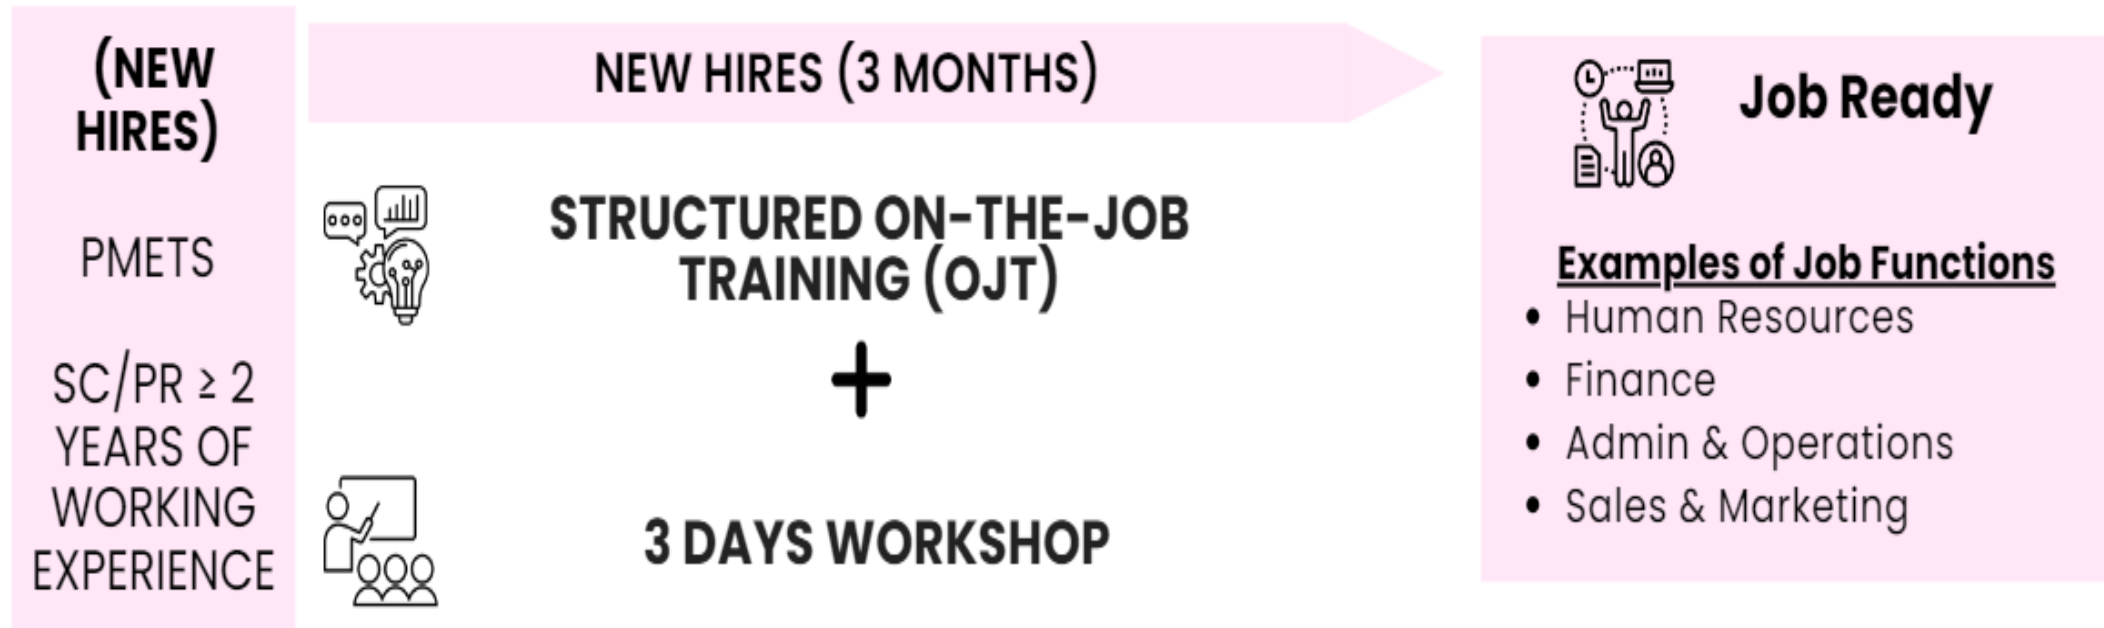 (NEW
HIRES)
PMETS
SC/PR ≥ 2
YEARS OF
WORKING
EXPERIENCE
NEW HIRES (3 MONTHS)
STRUCTURED ON-THE-JOB
TRAINING (OJT)
+
3 DAYS WORKSHOP
Job Ready
Examples of Job Functions
• Human Resources
• Finance
• Admin & Operations
• Sales & Marketing